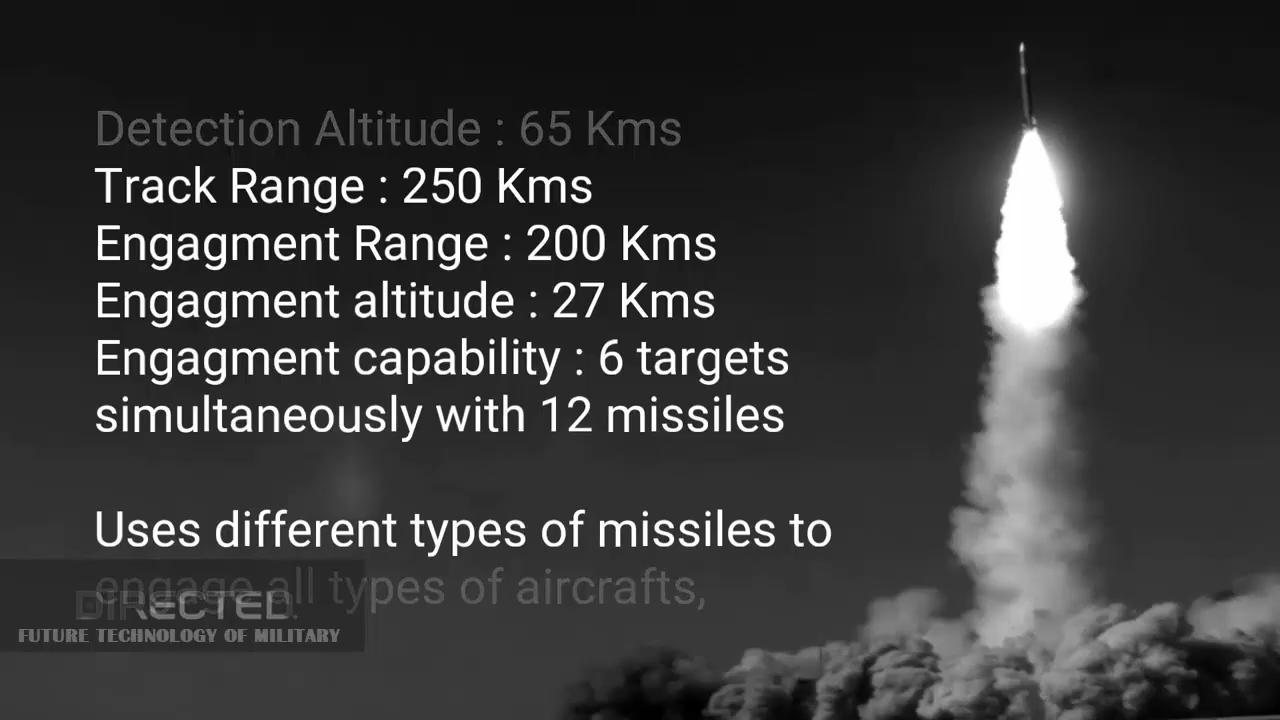 Detection Altitude : 65 Kms
Track Range : 250 Kms
Engagment Range : 200 Kms
Engagment altitude : 27 Kms
Engagment capability : 6 targets
simultaneously with 12 missiles
Uses different types of missiles to
engage all types of aircrafts,
DIRECTED
FUTURE TECHNOLOGY OF MILITARY